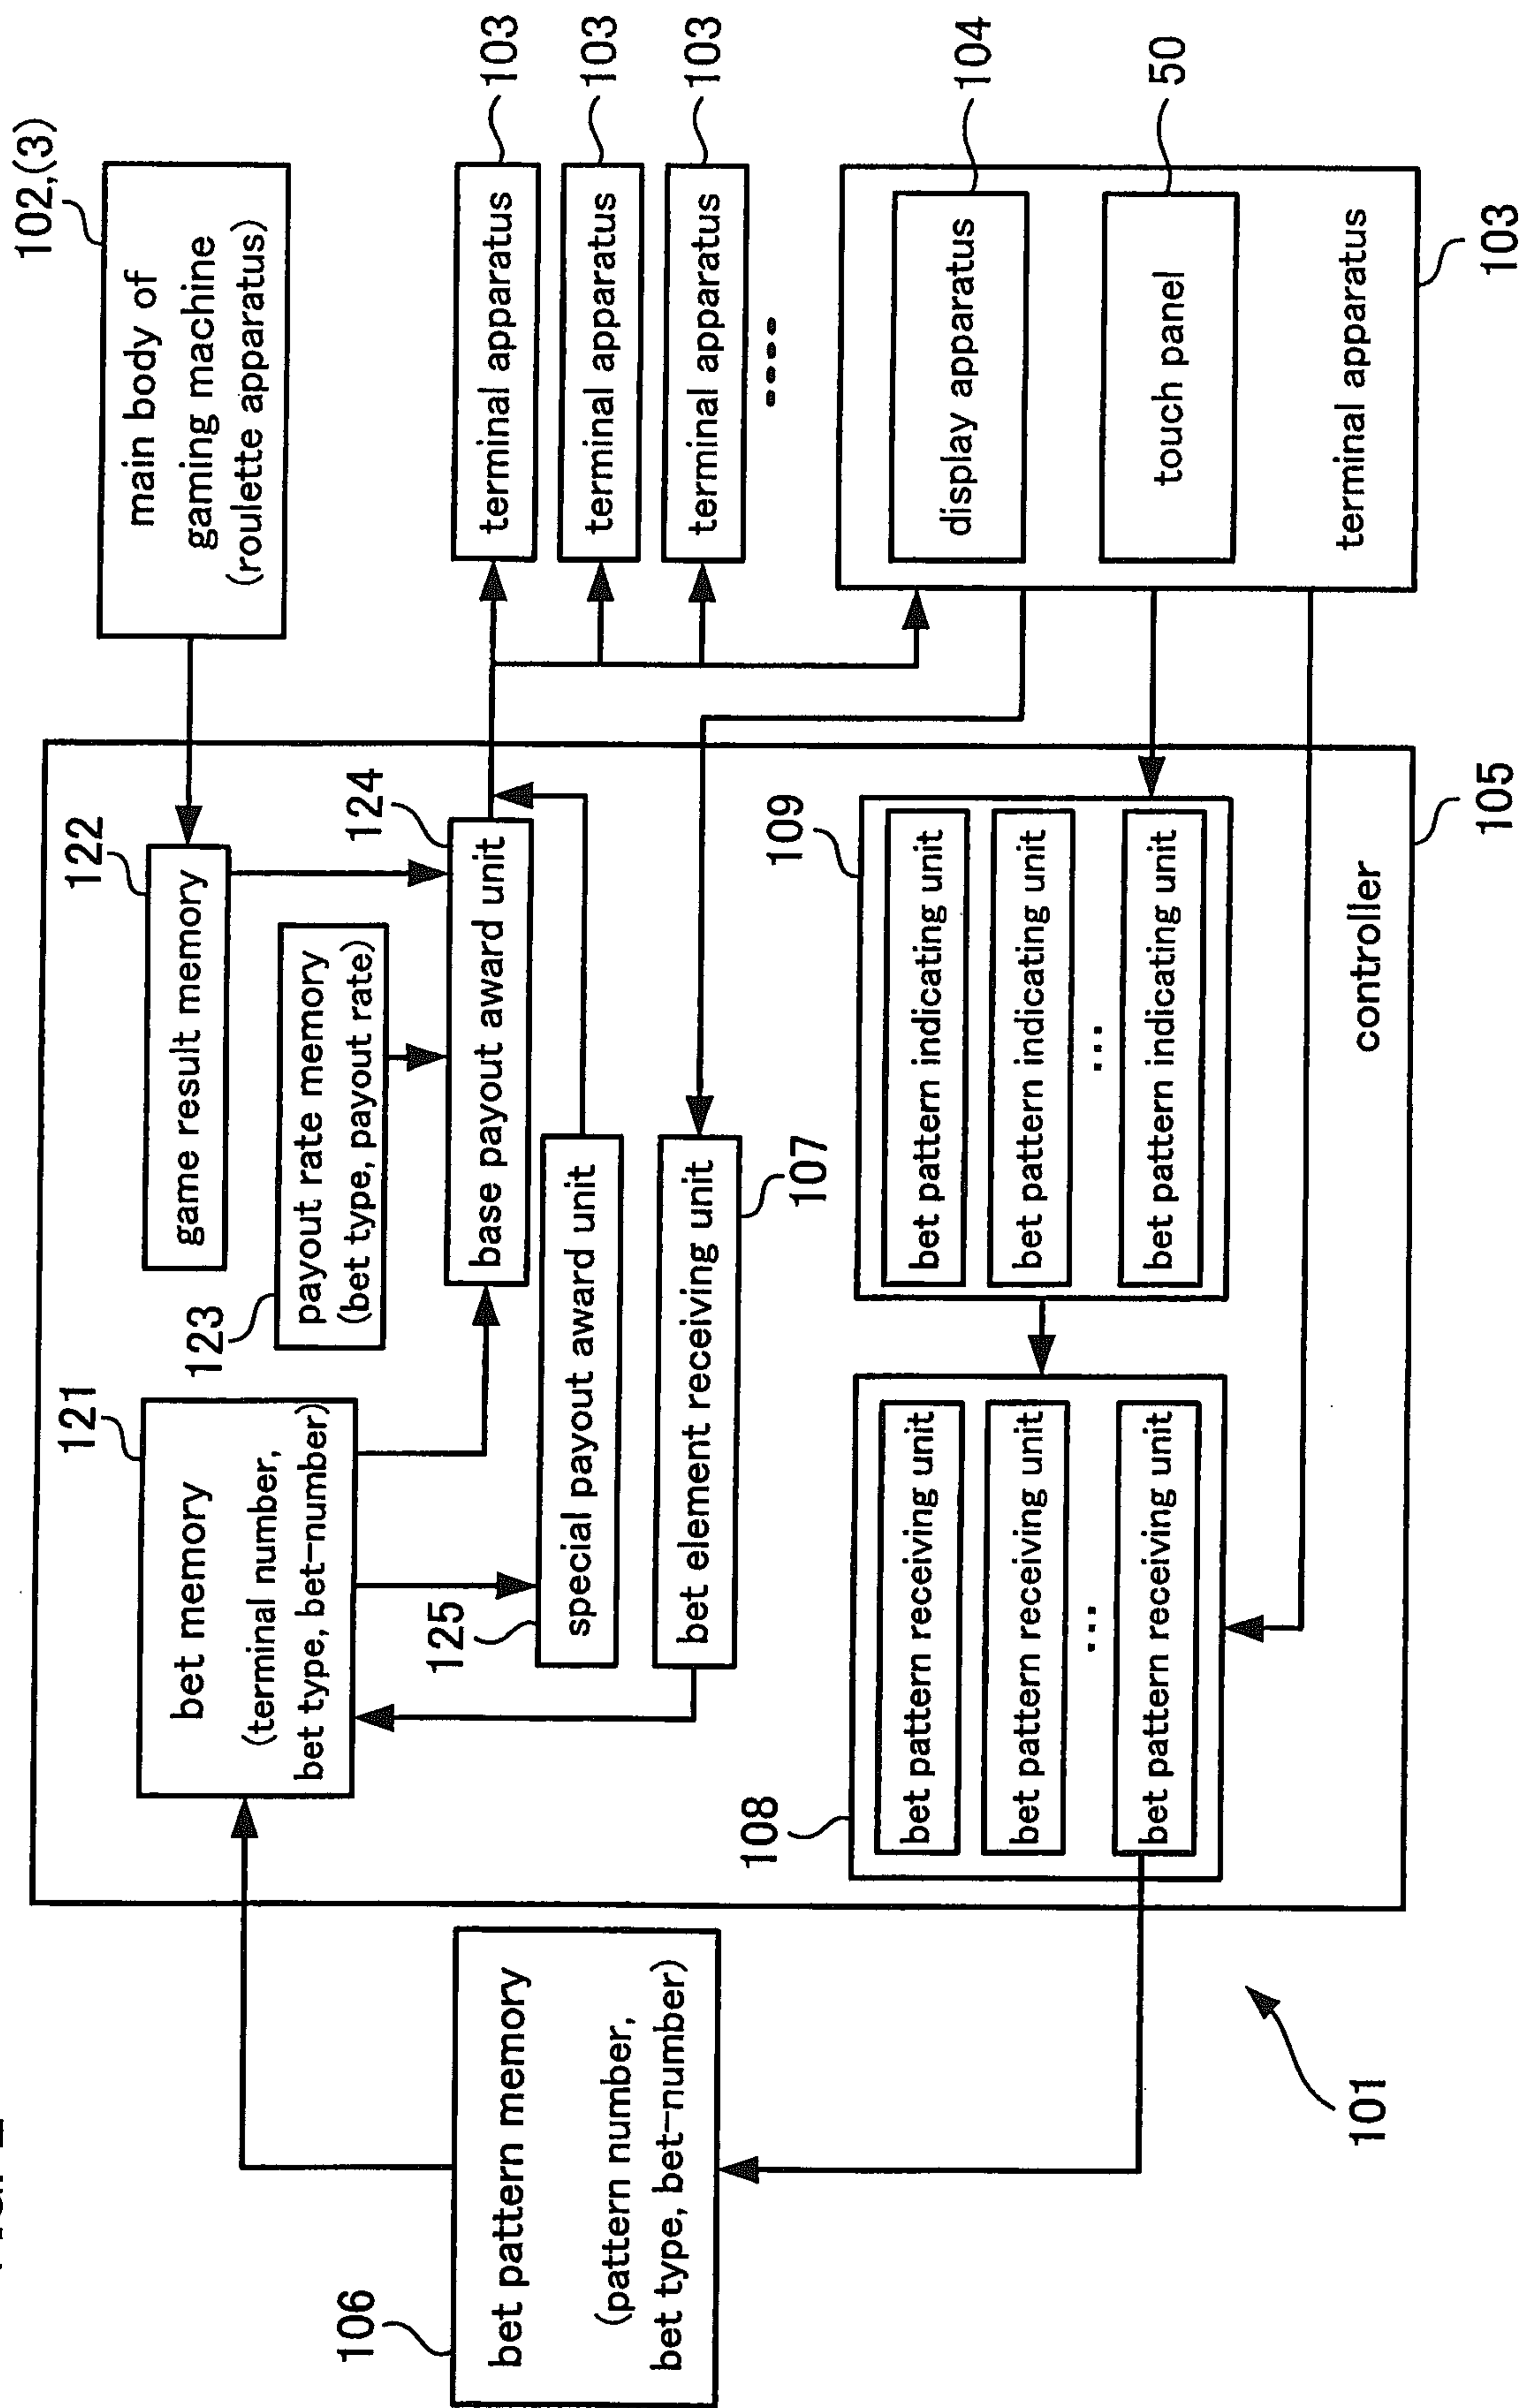 102,(3)
main body of
gaming machine
(roulette apparatus)
122
game result memory
123
payout rate memory
(bet type, payout rate)
121
bet memory
(terminal number,
bet type, bet-number)
124
base payout award unit
125
special payout award unit
107
bet element receiving unit
terminal apparatus
103
terminal apparatus
103
terminal apparatus
103
106
bet pattern memory
(pattern number,
bet type, bet-number)
108
bet pattern receiving unit
bet pattern receiving unit
...
bet pattern receiving unit
109
bet pattern indicating unit
bet pattern indicating unit
...
bet pattern indicating unit
display apparatus
104
touch panel
50
terminal apparatus
103
controller
105
101